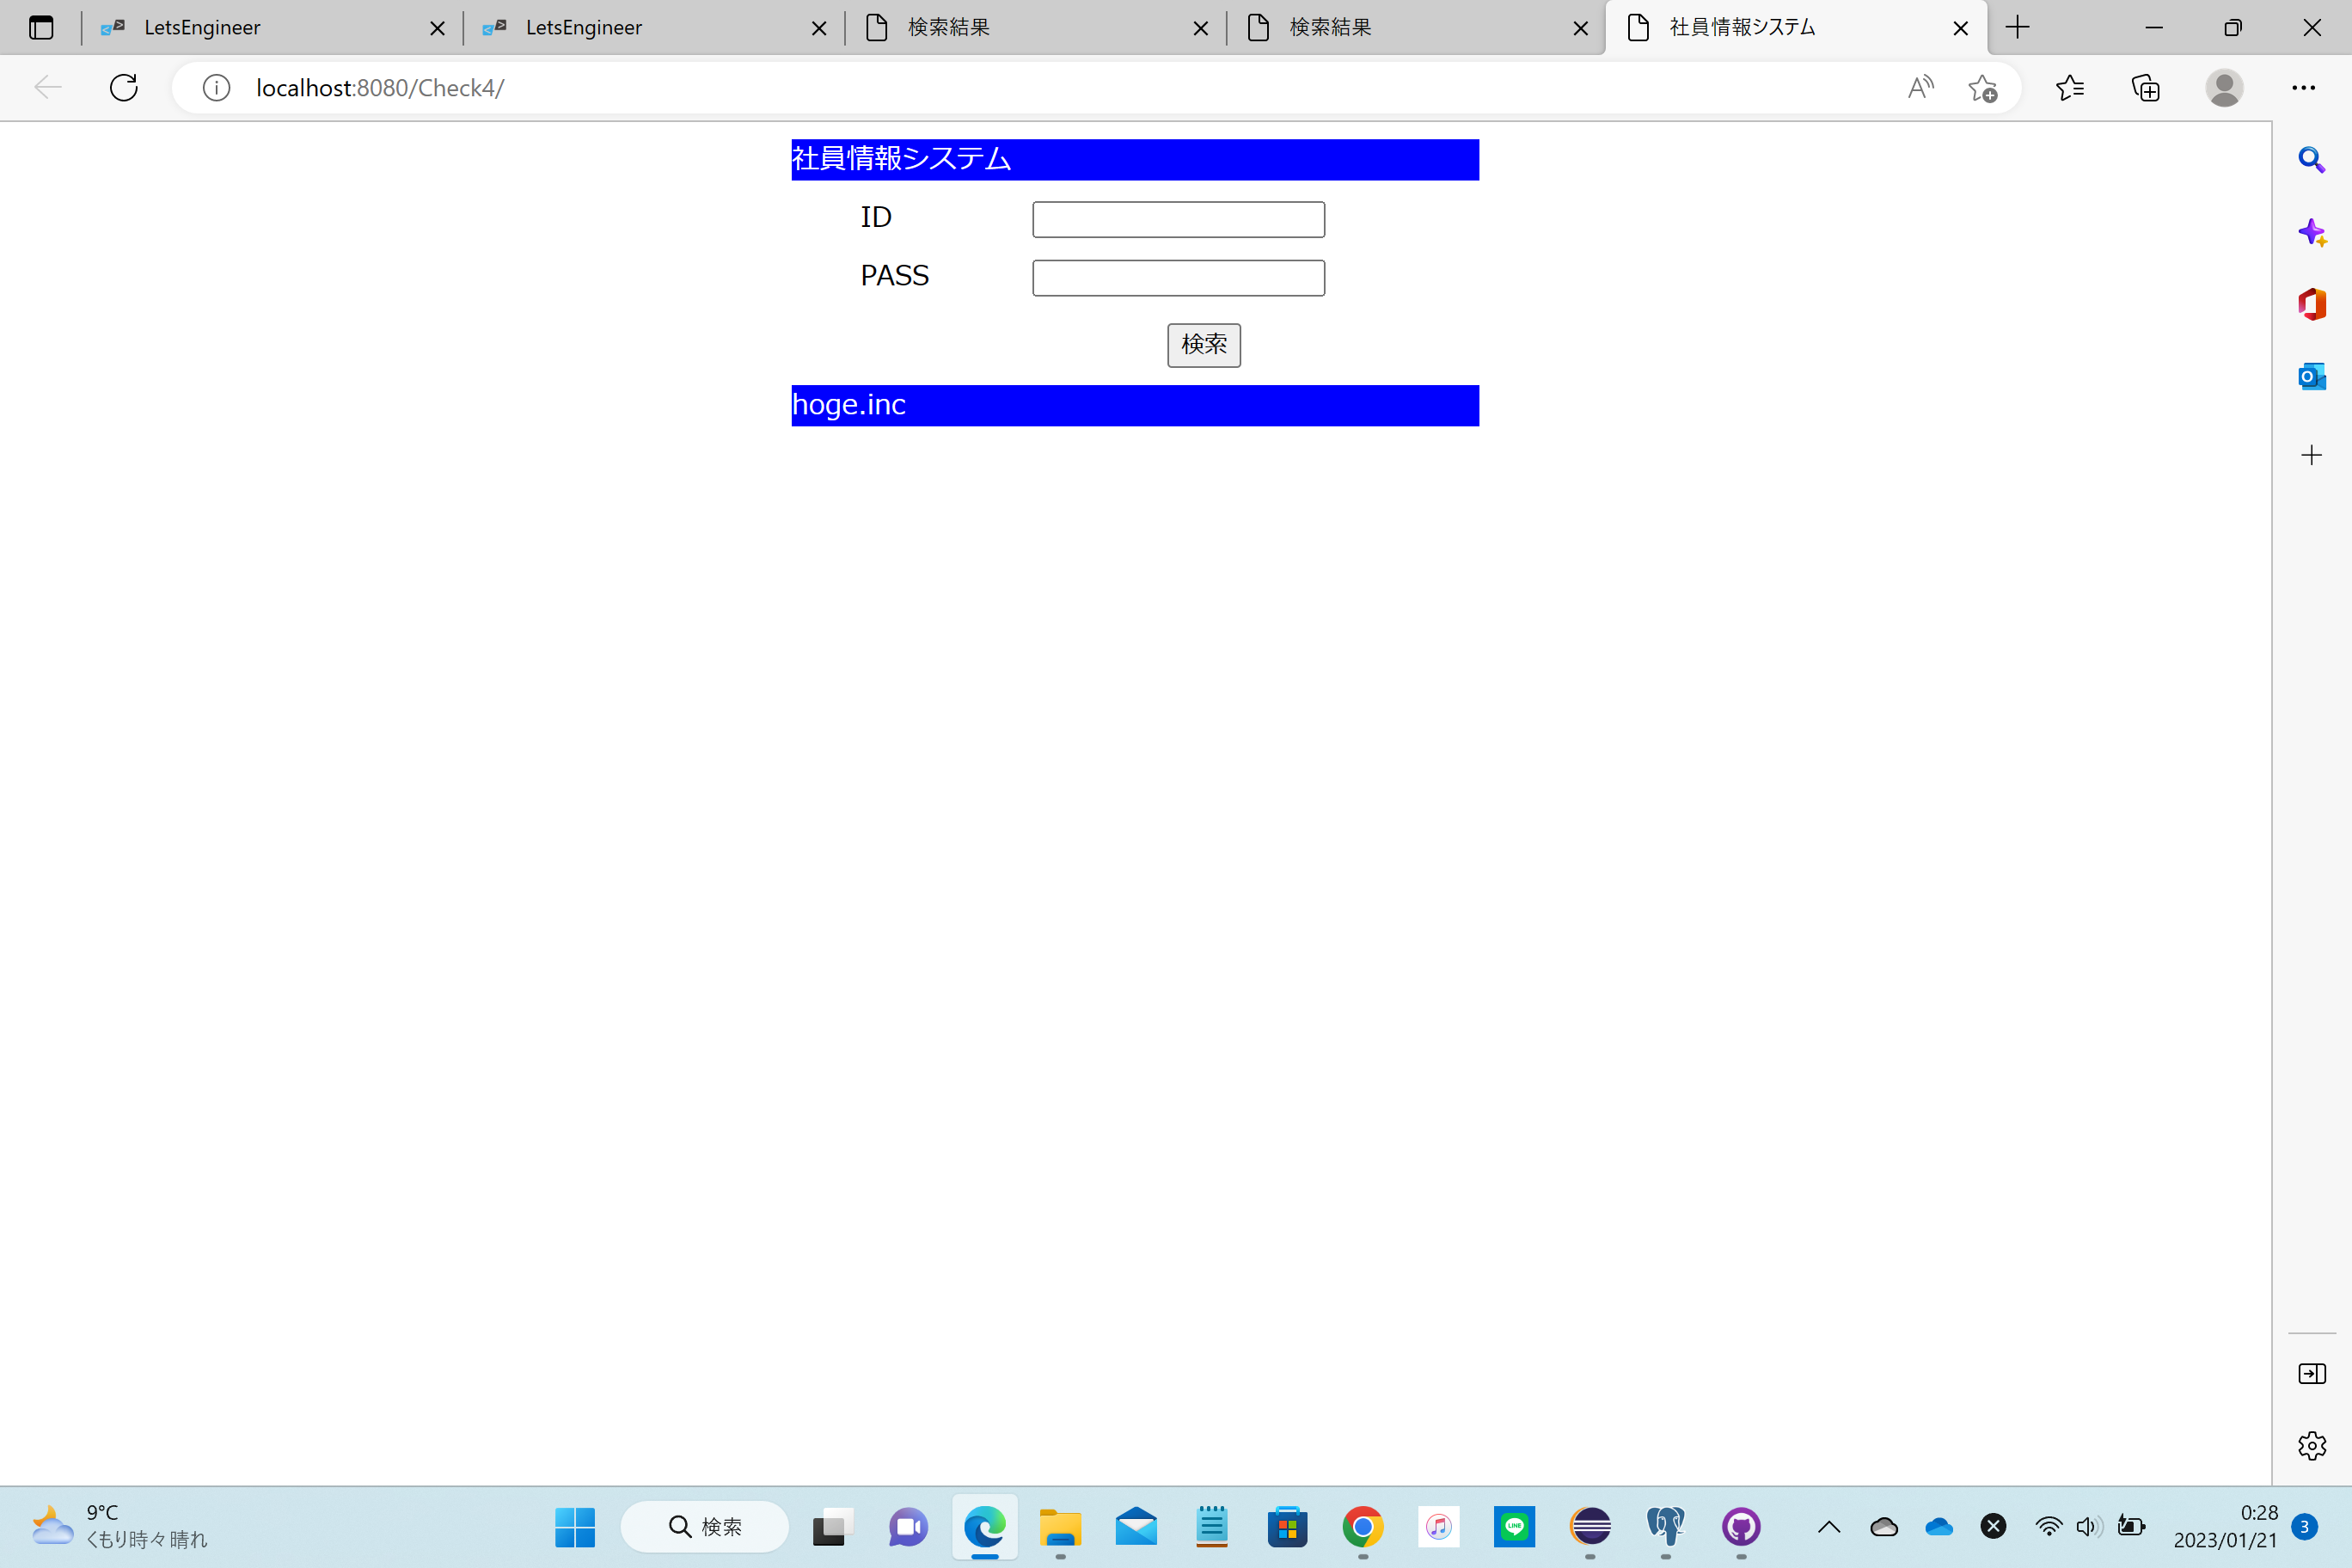 LetsEngineer
LetsEngineer
検索結果
検索結果
社員情報システム
localhost:8080/Check4/
社員情報システム
ID
PASS
検索
hoge.inc
9°C
くもり時々晴れ
検索
LINE
0:28
2023/01/21
3